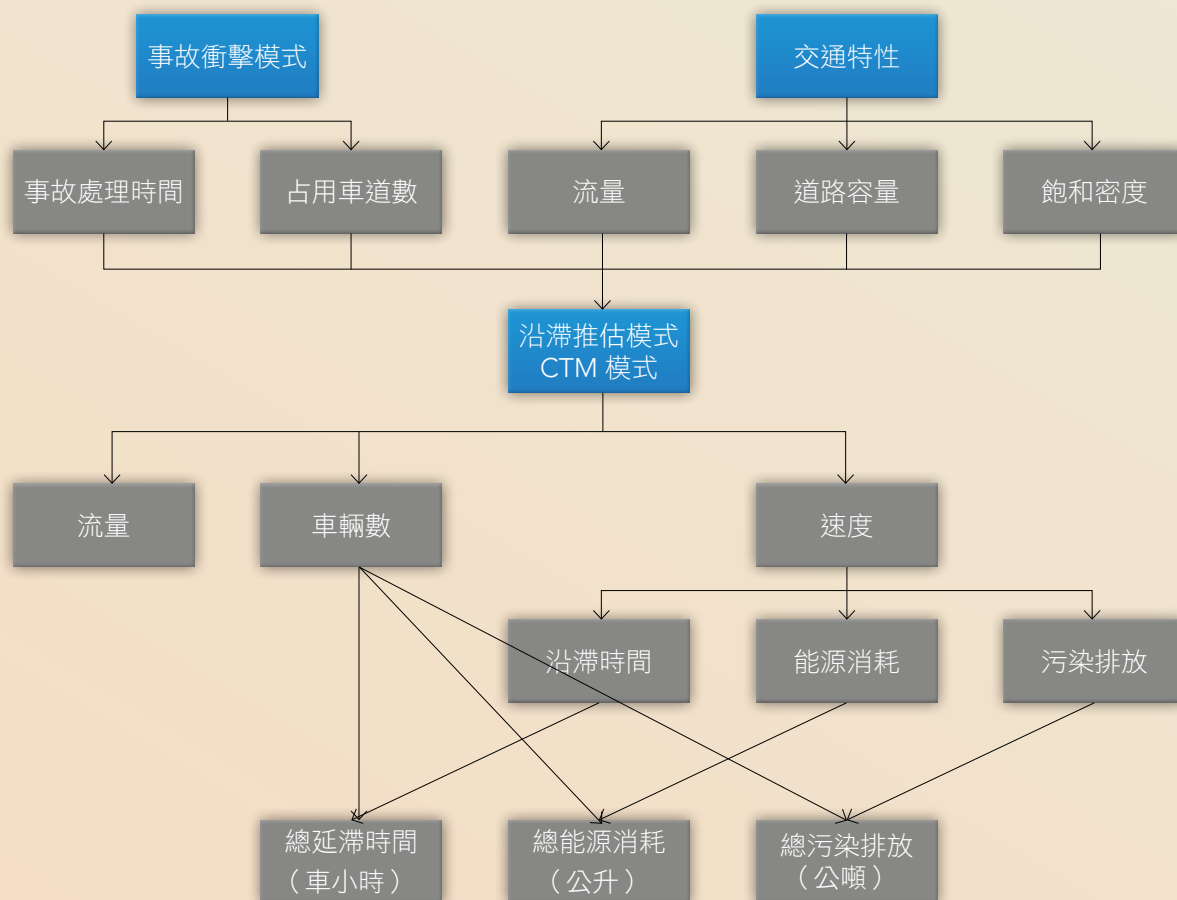 事故衝擊模式
交通特性
事故處理時間
占用車道數
流量
道路容量
飽和密度
沿滯推估模式
CTM 模式
流量
車輛數
速度
沿滯時間
能源消耗
污染排放
總延滯時間
（車小時）
總能源消耗
（公升）
總污染排放
（公噸）